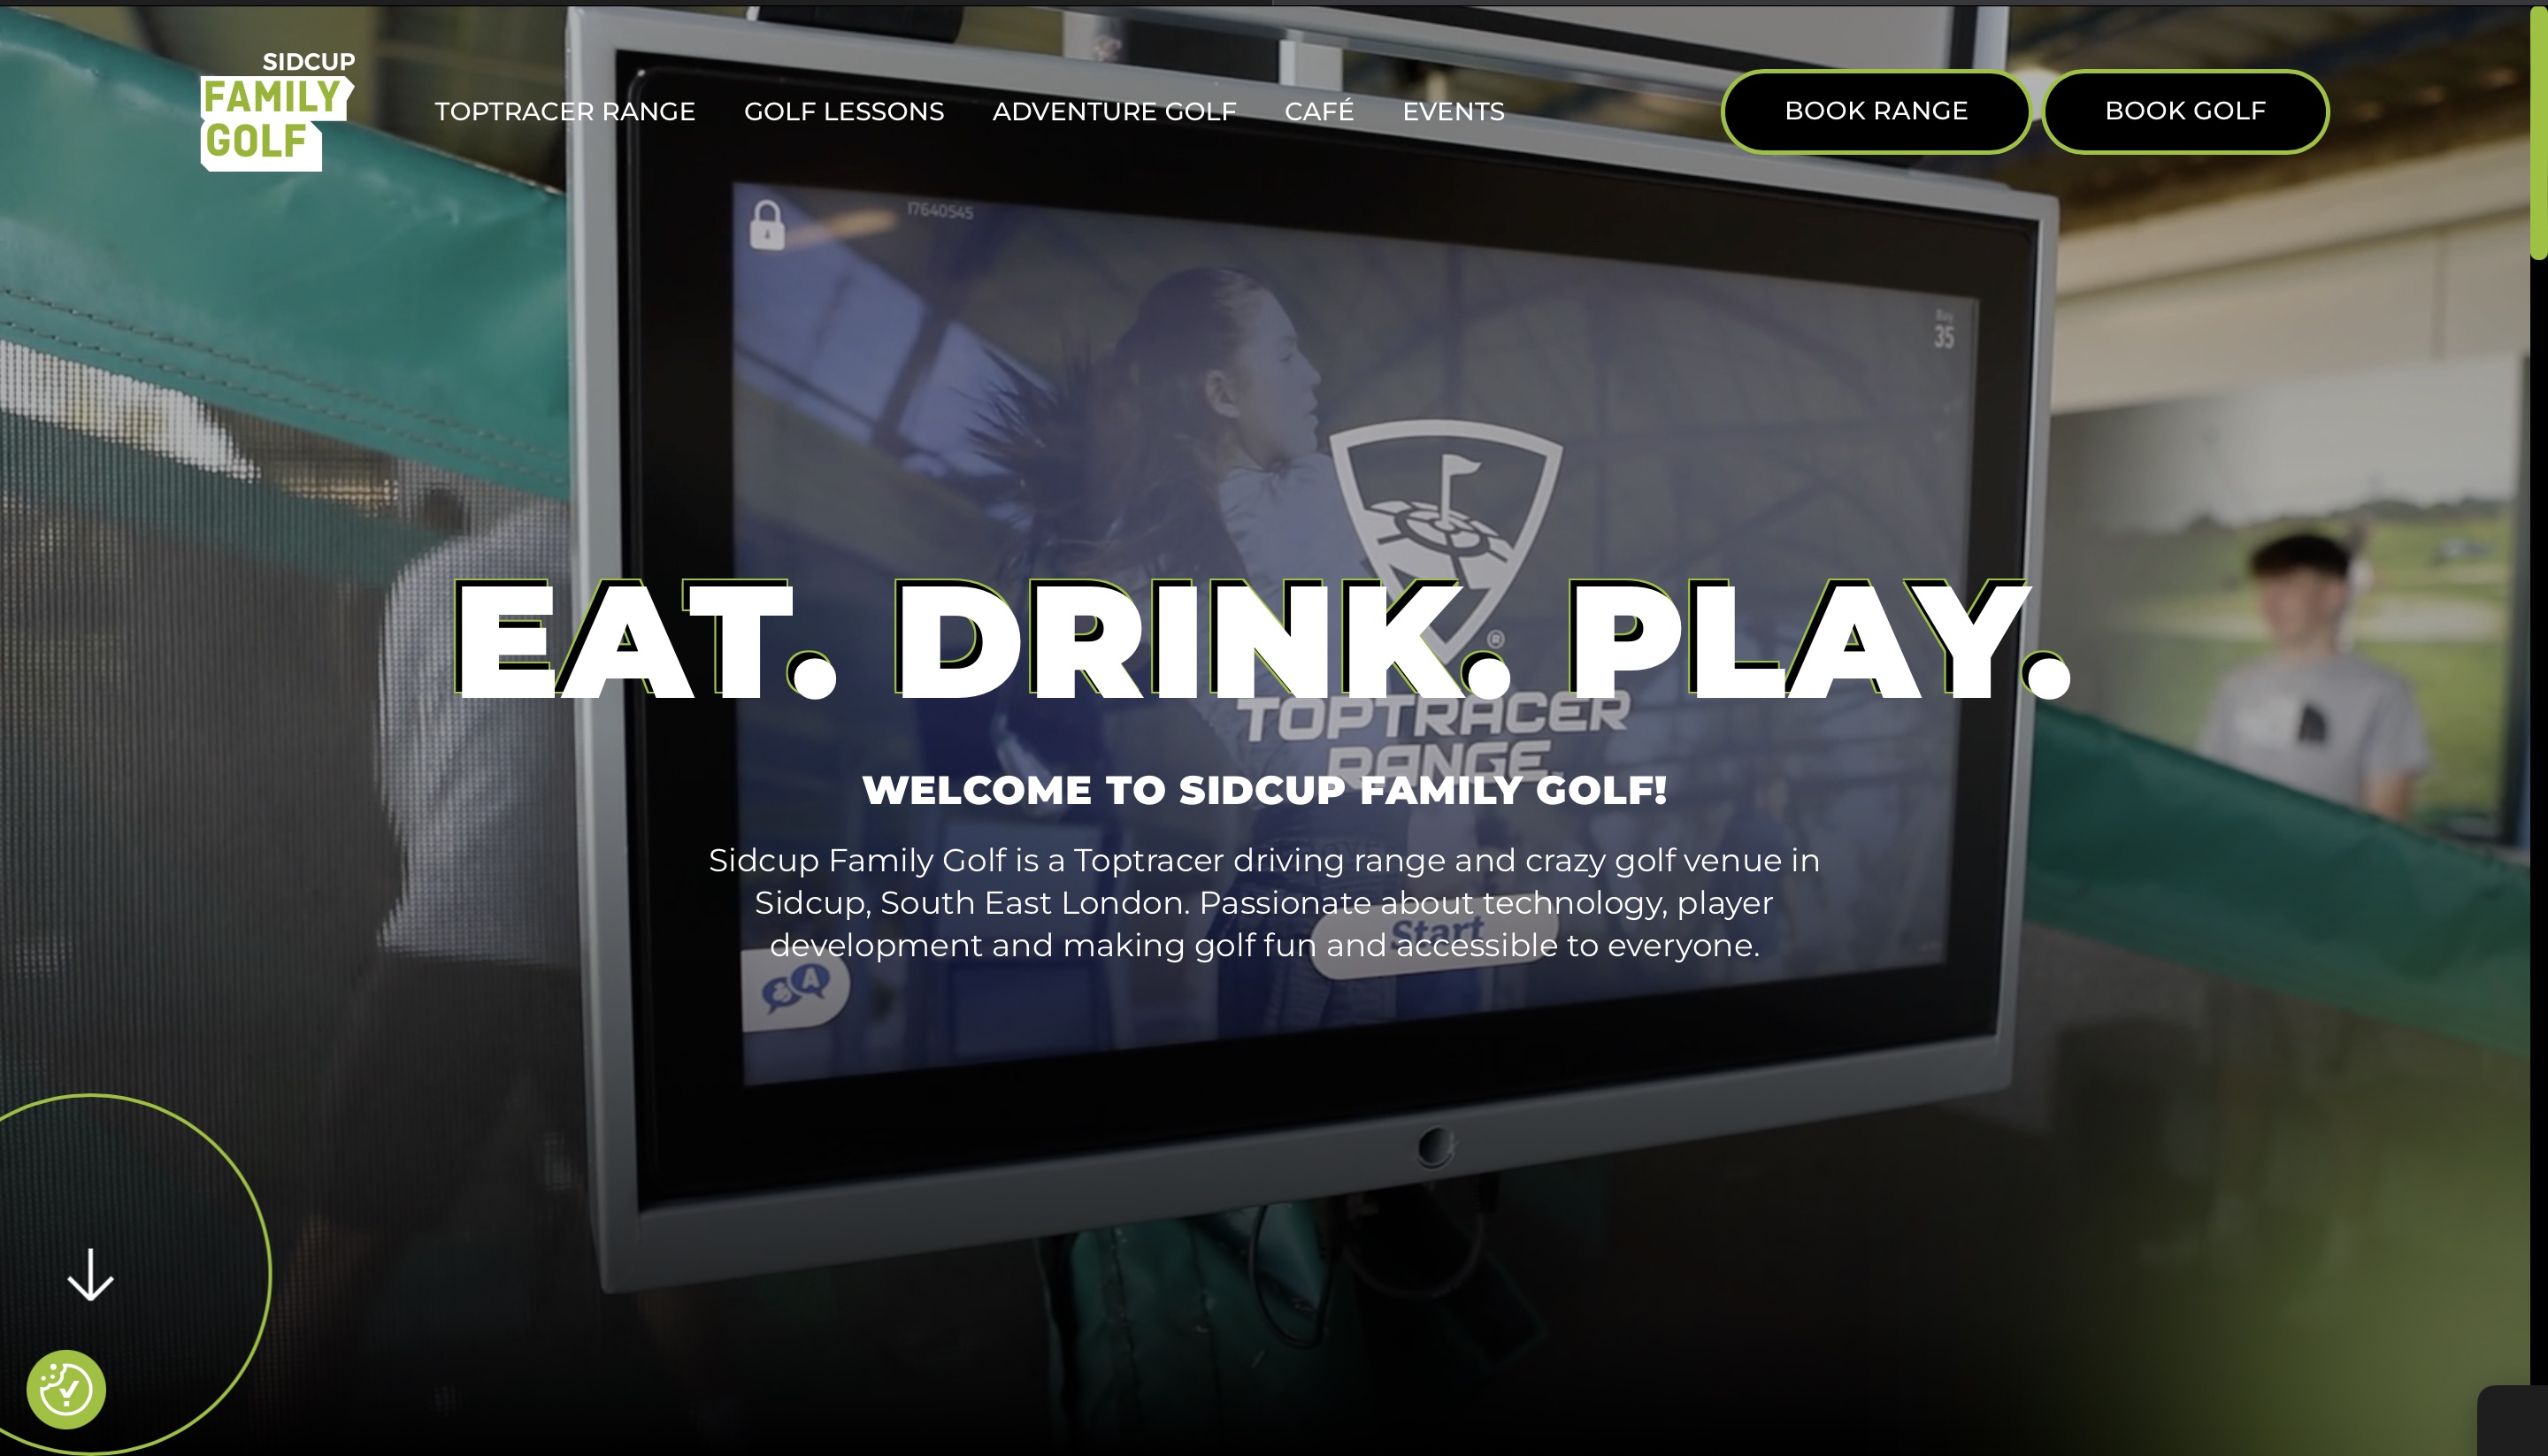 SIDCUP
FAMILY
GOLF
TOPTRACER RANGE
GOLF LESSONS
ADVENTURE GOLF
CAFÉ
EVENTS
BOOK RANGE
BOOK GOLF
17640545
Bay
35
EAT. DRINK. PLAY.
®
TOPTRACER
RANGE
WELCOME TO SIDCUP FAMILY GOLF!
Sidcup Family Golf is a Toptracer driving range and crazy golf venue in
Sidcup, South East London. Passionate about technology, player
Start
development and making golf fun and accessible to everyone.
A